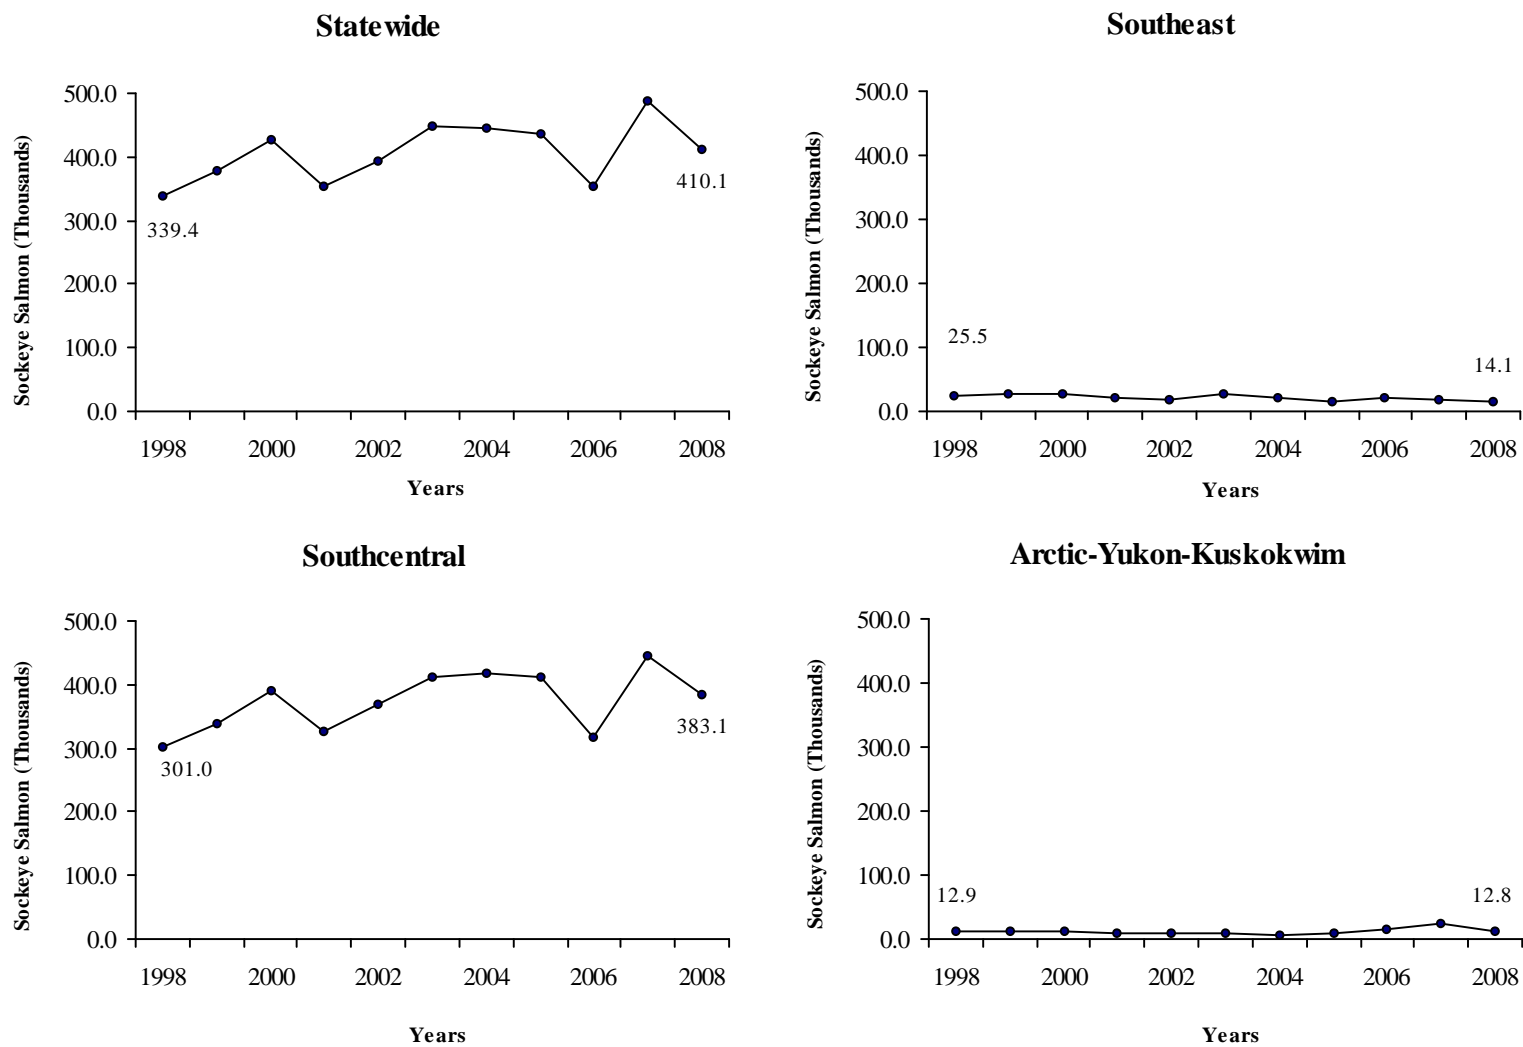 Statewide
Sockeye Salmon (Thousands)
500.0
400.0
300.0
200.0
100.0
0.0
339.4
410.1
1998 2000 2002 2004 2006 2008
Years
Southeast
Sockeye Salmon (Thousands)
500.0
400.0
300.0
200.0
100.0
0.0
25.5
14.1
1998 2000 2002 2004 2006 2008
Years
Southcentral
Sockeye Salmon (Thousands)
500.0
400.0
300.0
200.0
100.0
0.0
301.0
383.1
1998 2000 2002 2004 2006 2008
Years
Arctic-Yukon-Kuskokwim
Sockeye Salmon (Thousands)
500.0
400.0
300.0
200.0
100.0
0.0
12.9
12.8
1998 2000 2002 2004 2006 2008
Years